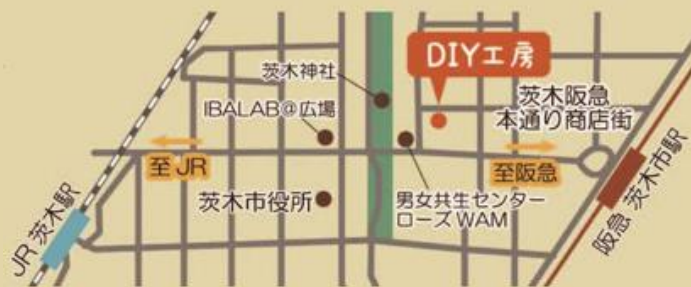 DIY工房
茨木神社
茨木阪急
本通り商店街
IBALAB@広場
至JR
至阪急
茨木市役所
男女共生センター
ローズWAM
JR茨木駅
阪急 茨木市駅